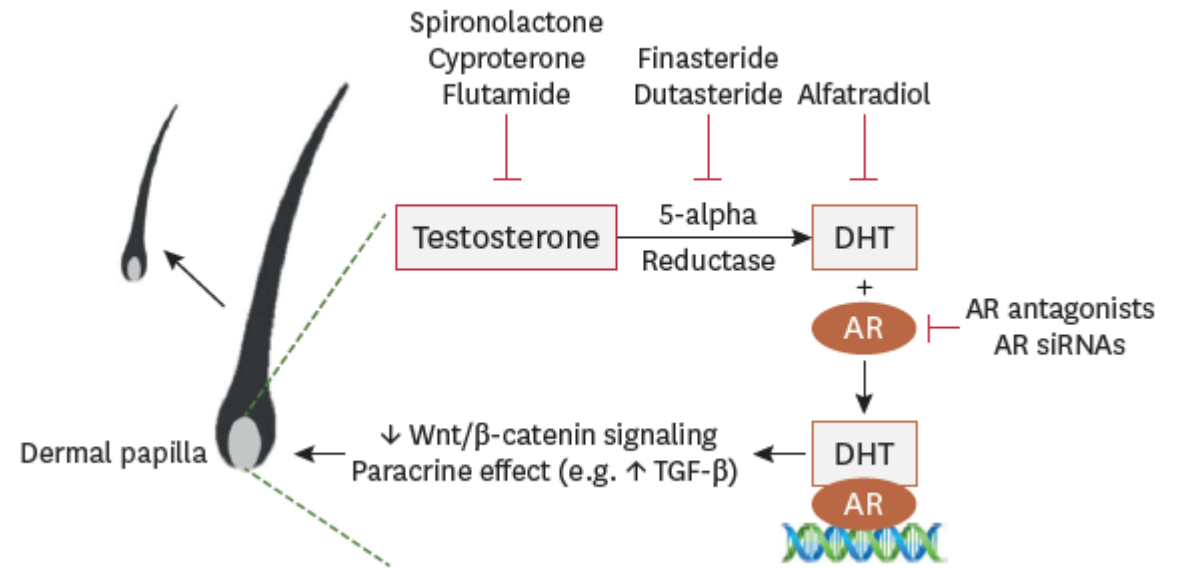 Spironolactone
Cyproterone
Flutamide
Finasteride
Dutasteride
Alfatradiol
Testosterone
5-alpha
Reductase
DHT
+
AR
AR antagonists
AR siRNAs
DHT
AR
↓ Wnt/β-catenin signaling
Paracrine effect (e.g. ↑ TGF-β)
Dermal papilla